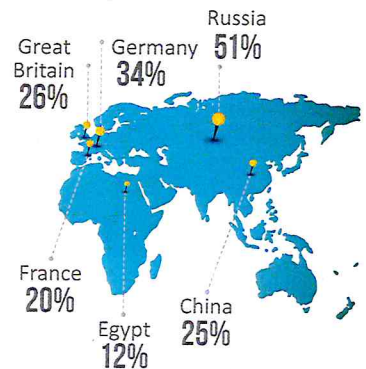 Russia
51%
Great
Britain
26%
Germany
34%
France
20%
Egypt
12%
China
25%